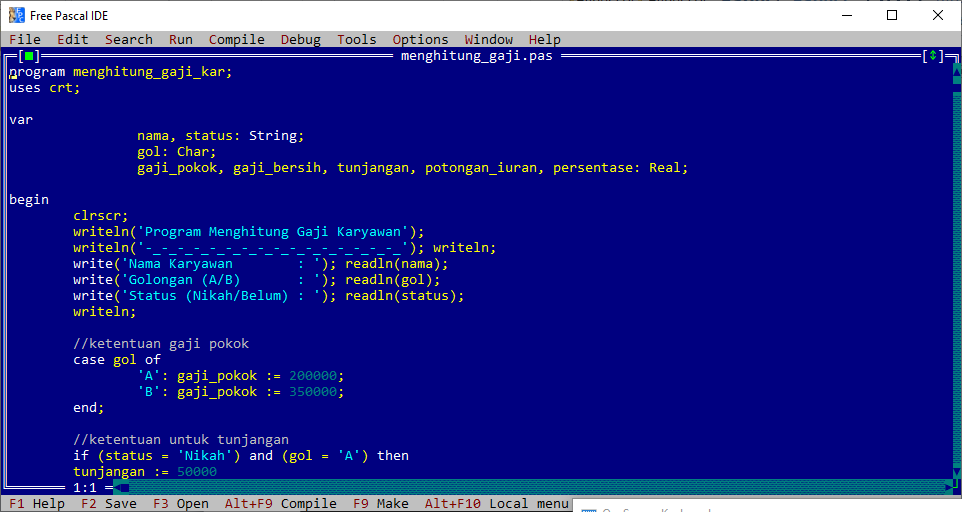 Free Pascal IDE
File Edit Search Run Compile Debug Tools Options Window Help
[■] menghitung_gaji.pas [↕]
program menghitung_gaji_kar;
uses crt;
var
nama, status: String;
gol: Char;
gaji_pokok, gaji_bersih, tunjangan, potongan_iuran, persentase: Real;
begin
clrscr;
writeln('Program Menghitung Gaji Karyawan');
writeln('-_-_-_-_-_-_-_-_-_-_-_-_-_-_-_-_'); writeln;
write('Nama Karyawan        : '); readln(nama);
write('Golongan (A/B)       : '); readln(gol);
write('Status (Nikah/Belum) : '); readln(status);
writeln;
//ketentuan gaji pokok
case gol of
'A': gaji_pokok := 200000;
'B': gaji_pokok := 350000;
end;
//ketentuan untuk tunjangan
if (status = 'Nikah') and (gol = 'A') then
tunjangan := 50000
1:1
F1 Help F2 Save F3 Open Alt+F9 Compile F9 Make Alt+F10 Local menu